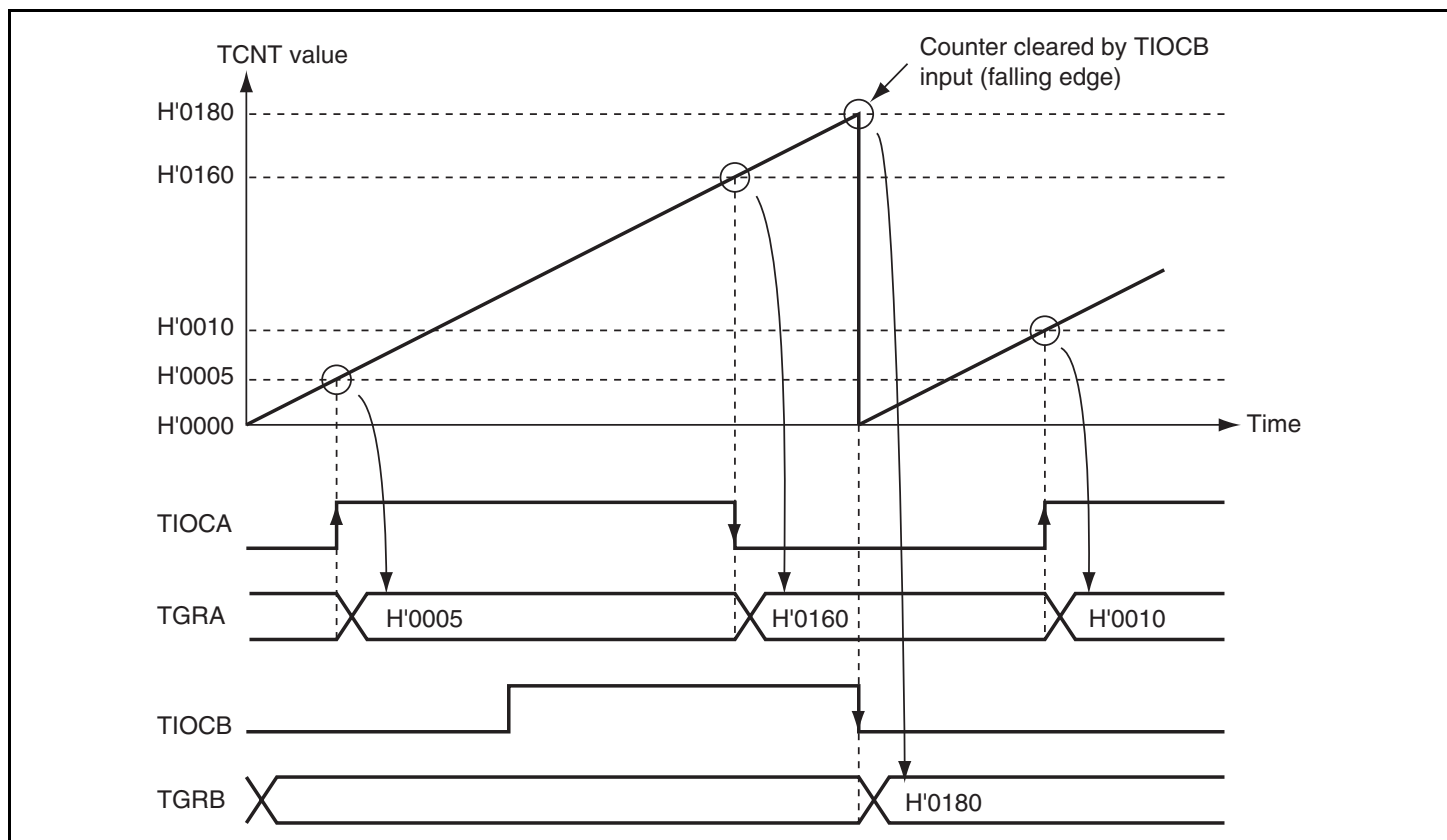 TCNT value
Counter cleared by TIOCB
input (falling edge)
H'0180
H'0160
H'0010
H'0005
H'0000
Time
TIOCA
TGRA
H'0005
H'0160
H'0010
TIOCB
TGRB
H'0180